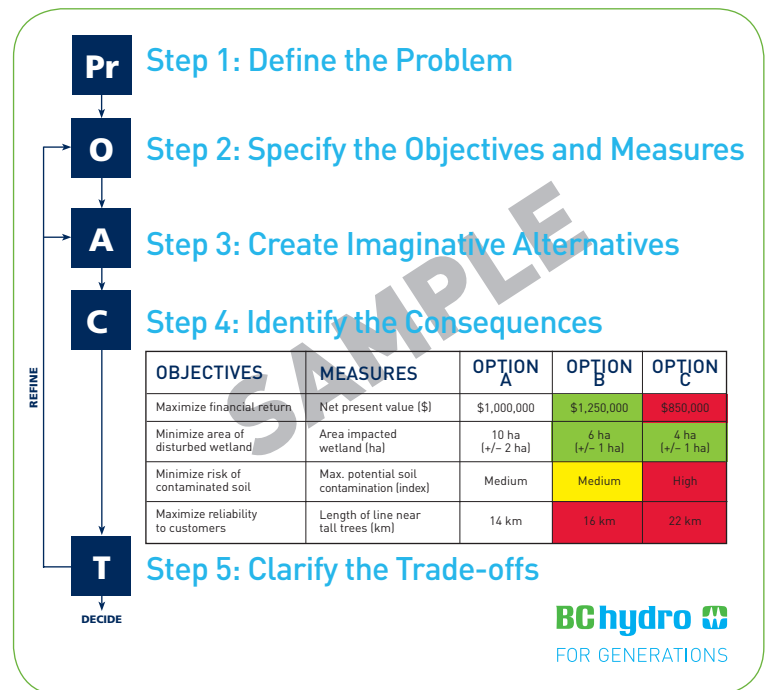 Pr
Step 1: Define the Problem
O
Step 2: Specify the Objectives and Measures
A
Step 3: Create Imaginative Alternatives
C
Step 4: Identify the Consequences
SAMPLE
REFINE
OBJECTIVES MEASURES OPTION A OPTION B OPTION C
Maximize financial return Net present value ($) $1,000,000 $1,250,000 $850,000
Minimize area of disturbed wetland Area impacted wetland (ha) 10 ha (+/– 2 ha) 6 ha (+/– 1 ha) 4 ha (+/– 1 ha)
Minimize risk of contaminated soil Max. potential soil contamination (index) Medium Medium High
Maximize reliability to customers Length of line near tall trees (km) 14 km 16 km 22 km
T
Step 5: Clarify the Trade-offs
DECIDE
BChydro
FOR GENERATIONS